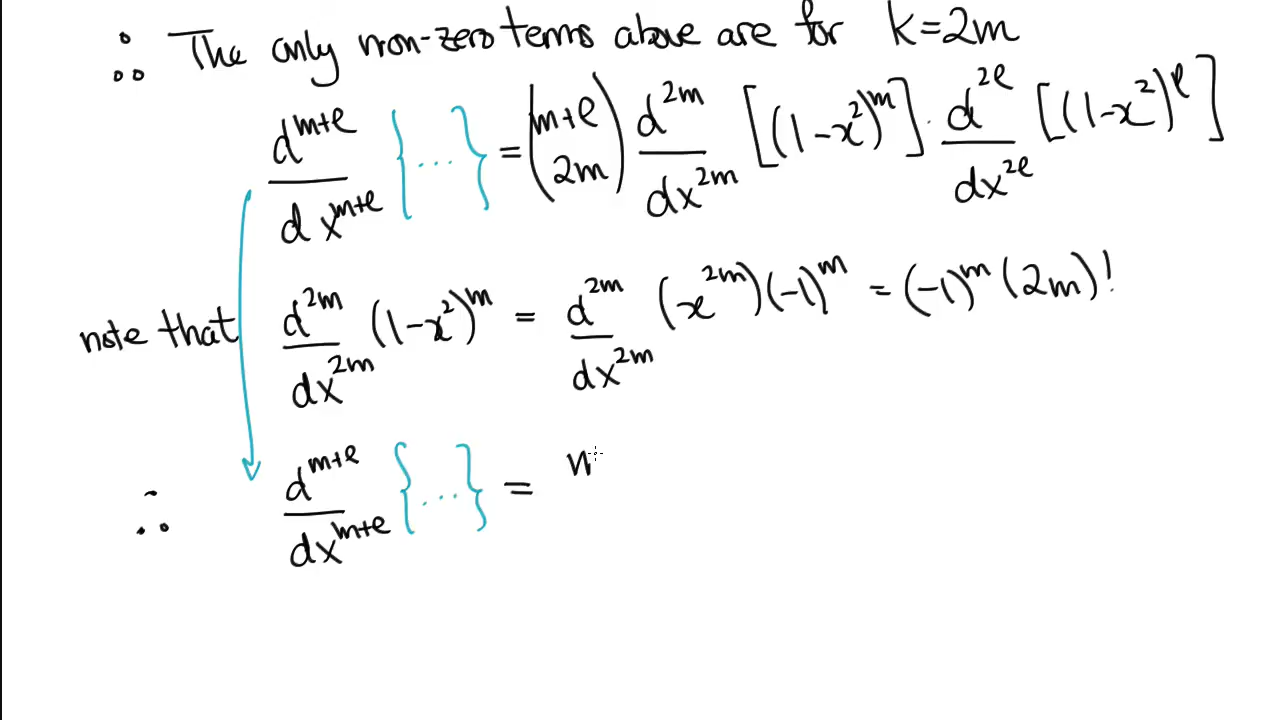 ∴ The only non-zero terms above are for k=2m
d^{m+ℓ}/dx^{m+ℓ} {...} = (m+ℓ 2m) d^{2m}/dx^{2m} [(1-x²)^m] · d^{2ℓ}/dx^{2ℓ} [(1-x²)^ℓ]
note that d^{2m}/dx^{2m} (1-x²)^m = d^{2m}/dx^{2m} (x^{2m})(-1)^m = (-1)^m (2m)!
∴ d^{m+ℓ}/dx^{m+ℓ} {...} =